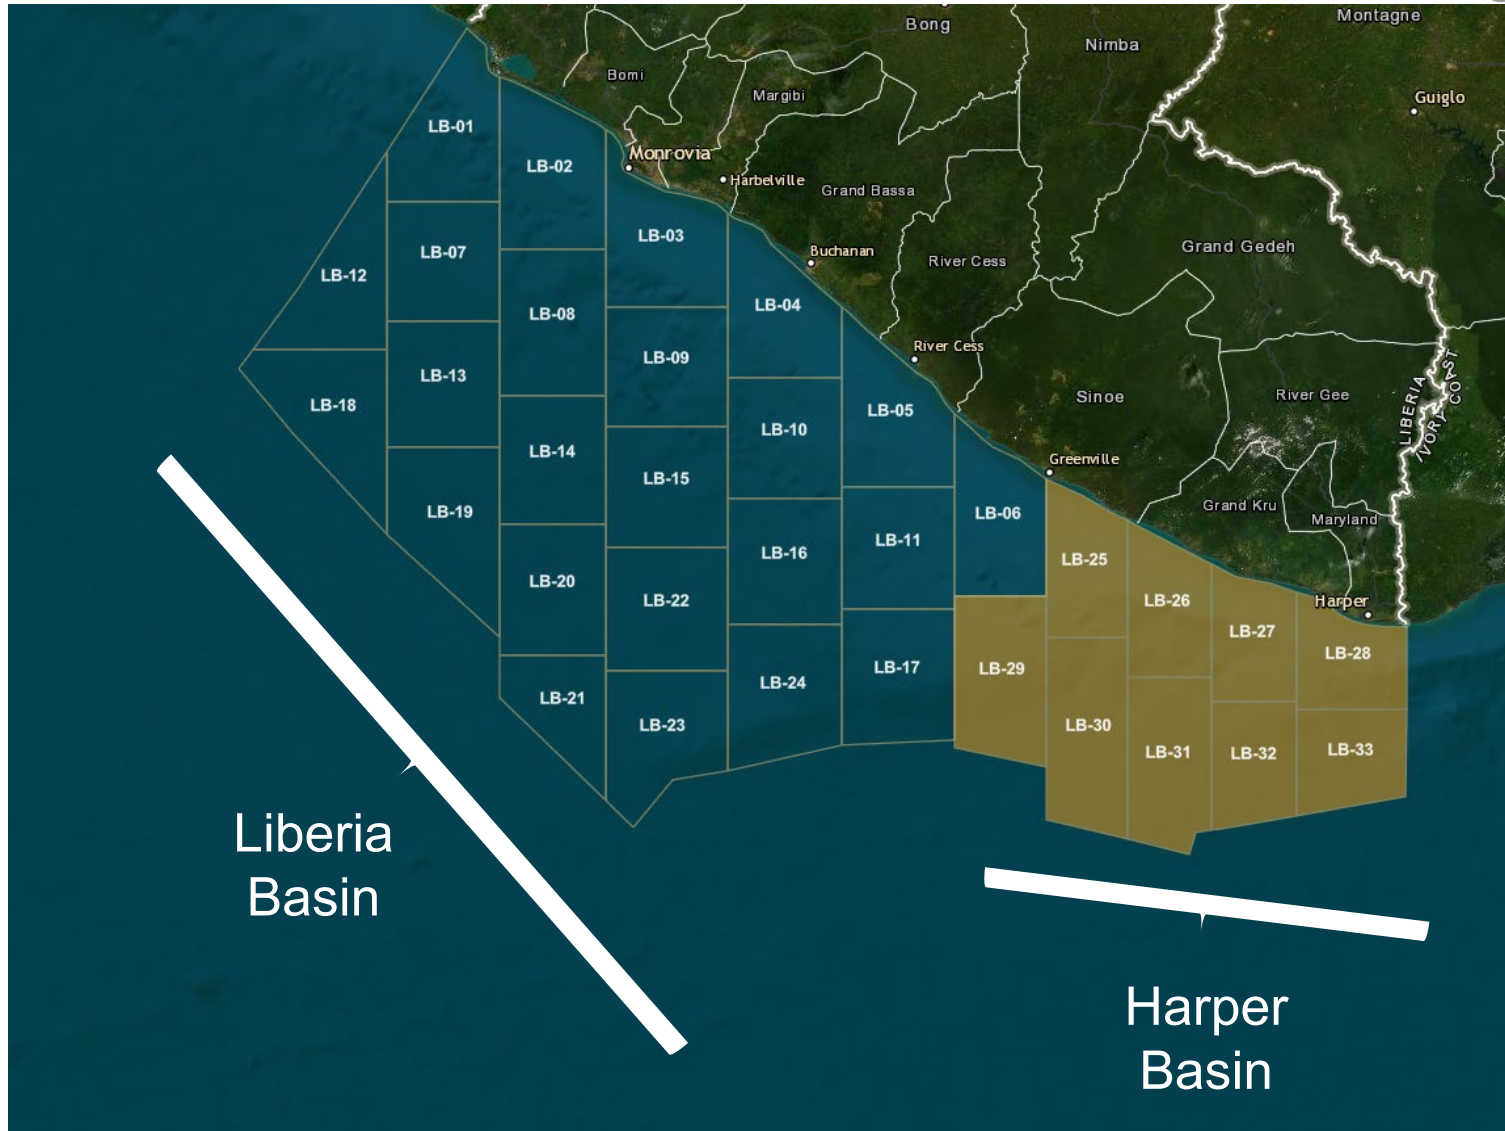 Montagne
Bong
Nimba
Bomi
Margibi
Guiglo
LB-01
Monrovia
LB-02
Harbelville
Grand Bassa
LB-03
Grand Gedeh
LB-07
Buchanan
River Cess
LB-12
LB-04
LB-08
River Cess
LB-09
LB-13
Sinoe
River Gee
LIBERIA
IVORY COAST
LB-18
LB-05
LB-10
LB-14
Greenville
LB-15
Grand Kru
LB-19
LB-06
Maryland
LB-11
LB-16
LB-25
LB-20
LB-22
LB-26
Harper
LB-27
LB-28
LB-17
LB-29
LB-24
LB-21
LB-23
LB-30
LB-31
LB-32
LB-33
Liberia
Basin
Harper
Basin